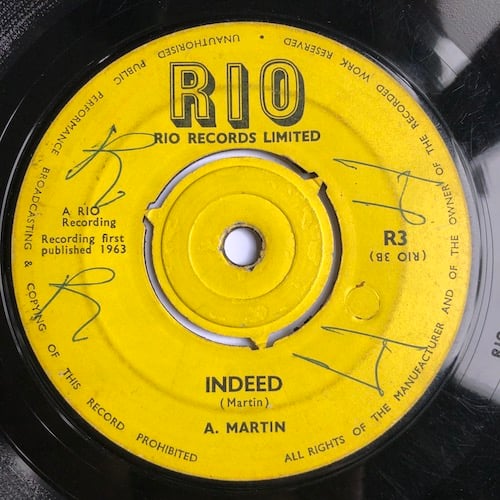 RIO
RIO RECORDS LIMITED
A RIO
Recording
Recording first
published 1963
R3
(RIO 3B)
INDEED
(Martin)
A. MARTIN
ALL RIGHTS OF THE MANUFACTURER AND OF THE OWNER OF THE RECORDED WORK RESERVED
UNAUTHORISED PUBLIC PERFORMANCE BROADCASTING & COPYING OF THIS RECORD PROHIBITED